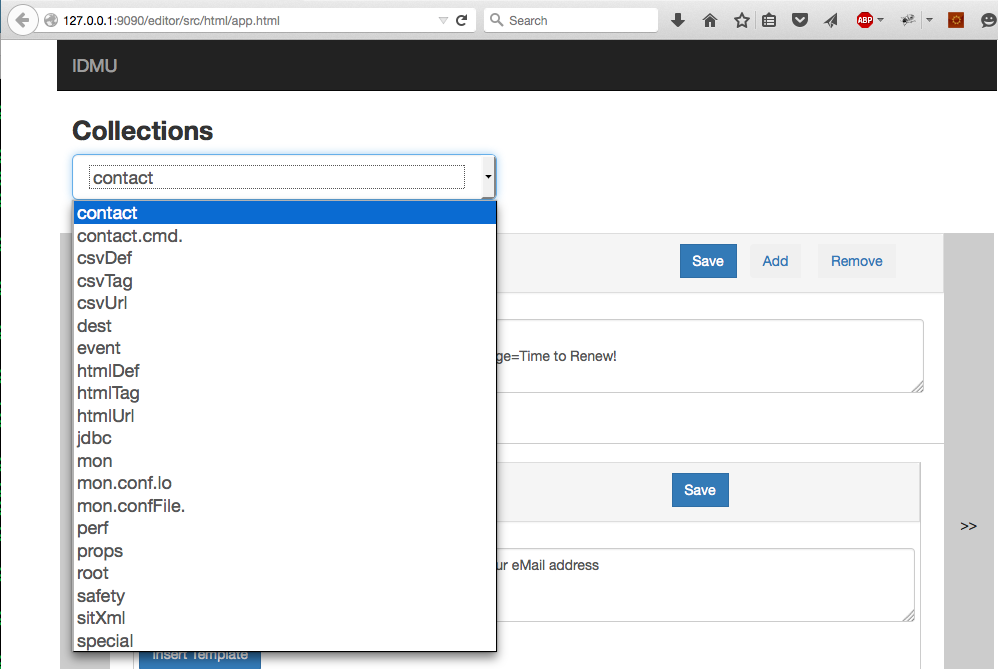 127.0.0.1:9090/editor/src/html/app.html
Search
ABP
IDMU
Collections
contact
contact
contact.cmd.
csvDef
csvTag
csvUrl
dest
event
htmlDef
htmlTag
htmlUrl
jdbc
mon
mon.conf.lo
mon.confFile.
perf
props
root
safety
sitXml
special
Save Add Remove
ge=Time to Renew!
Save
>>
ur eMail address
Insert Template